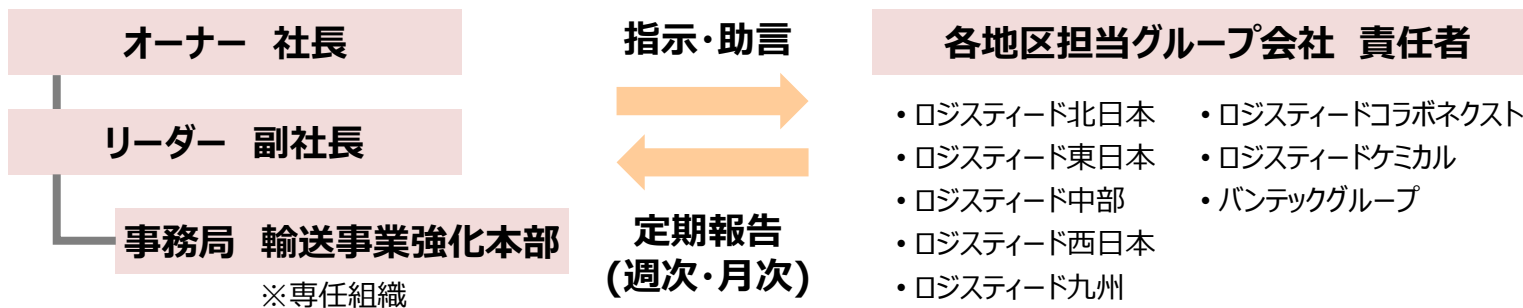 オーナー 社長
リーダー 副社長
事務局 輸送事業強化本部
※専任組織
指示・助言
定期報告
(週次・月次)
各地区担当グループ会社 責任者
• ロジスティード北日本
• ロジスティード東日本
• ロジスティード中部
• ロジスティード西日本
• ロジスティード九州
• ロジスティードコラボネクスト
• ロジスティードケミカル
• バンテックグループ